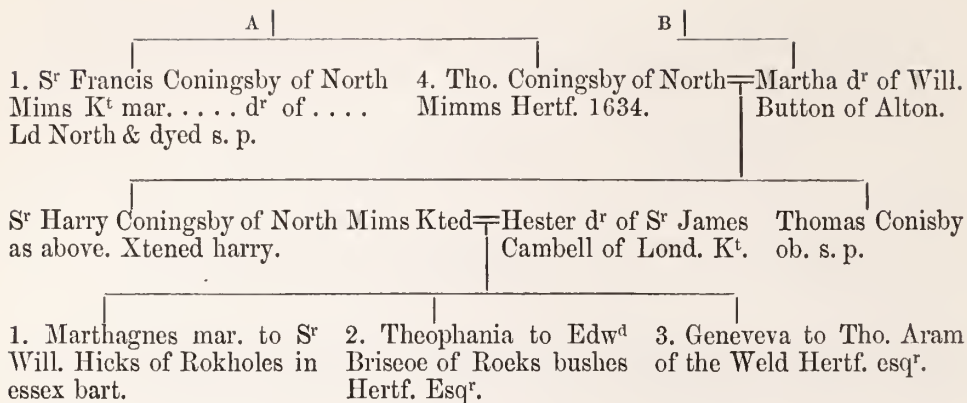 A B
1. Sʳ Francis Coningsby of North
Mims Kᵗ mar. . . . . . dʳ of . . . .
Ld North & dyed s. p.
4. Tho. Coningsby of North
Mimms Hertf. 1634.
Martha dʳ of Will.
Button of Alton.
Sʳ Harry Coningsby of North Mims Kted
as above. Xtened harry.
Hester dʳ of Sʳ James
Cambell of Lond. Kᵗ.
Thomas Conisby
ob. s. p.
1. Marthagnes mar. to Sʳ
Will. Hicks of Rokholes in
essex bart.
2. Theophania to Edwᵈ
Briscoe of Rocks bushes
Hertf. Esqʳ.
3. Geneveva to Tho. Aram
of the Weld Hertf. esqʳ.